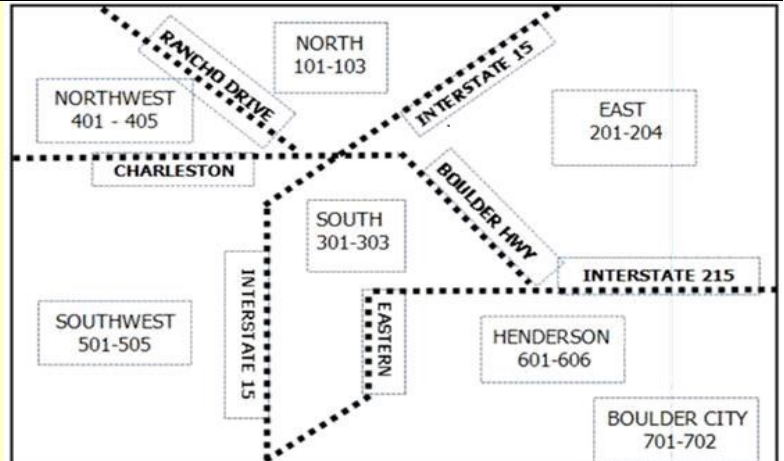 NORTH
101-103
RANCHO DRIVE
INTERSTATE 15
NORTHWEST
401 - 405
EAST
201-204
CHARLESTON
BOULDER HWY
SOUTH
301-303
INTERSTATE 215
INTERSTATE 15
EASTERN
SOUTHWEST
501-505
HENDERSON
601-606
BOULDER CITY
701-702